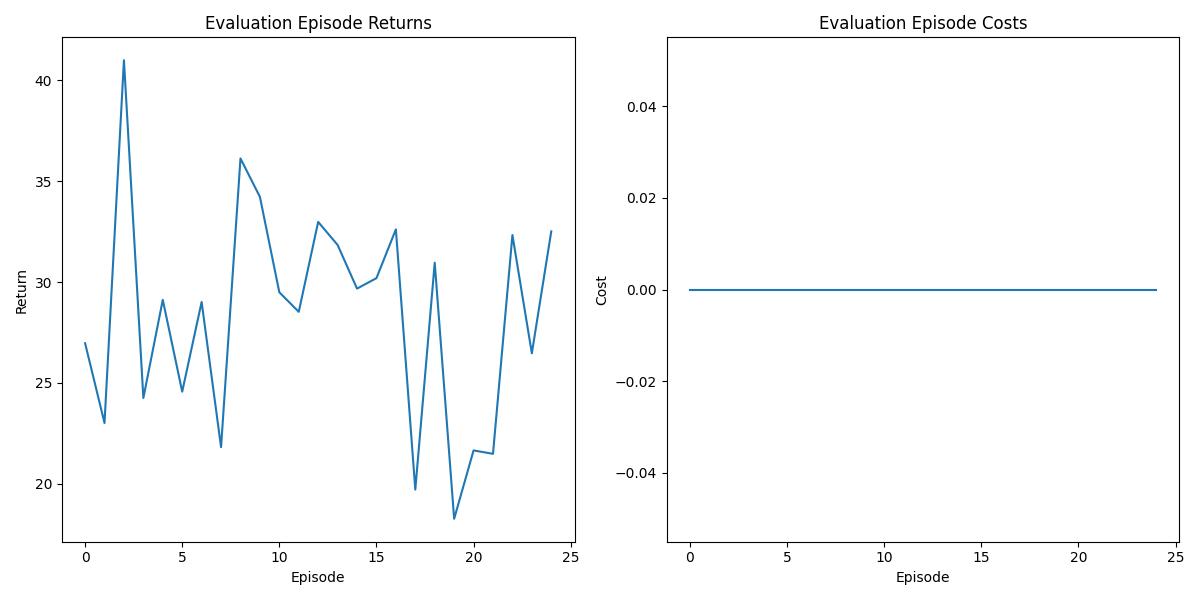 Evaluation Episode Returns
Return
40
35
30
25
20
0 5 10 15 20 25
Episode
Evaluation Episode Costs
Cost
0.04
0.02
0.00
−0.02
−0.04
0 5 10 15 20 25
Episode